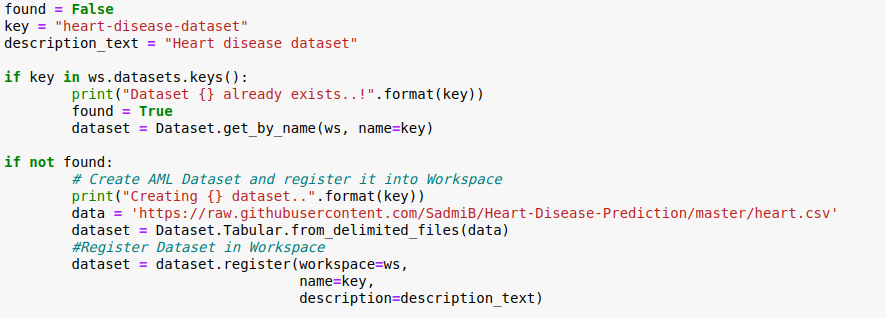 found = False
key = "heart-disease-dataset"
description_text = "Heart disease dataset"

if key in ws.datasets.keys():
        print("Dataset {} already exists..!".format(key))
        found = True
        dataset = Dataset.get_by_name(ws, name=key)

if not found:
        # Create AML Dataset and register it into Workspace
        print("Creating {} dataset..".format(key))
        data = 'https://raw.githubusercontent.com/SadmiB/Heart-Disease-Prediction/master/heart.csv'
        dataset = Dataset.Tabular.from_delimited_files(data)
        #Register Dataset in Workspace
        dataset = dataset.register(workspace=ws,
                                   name=key,
                                   description=description_text)